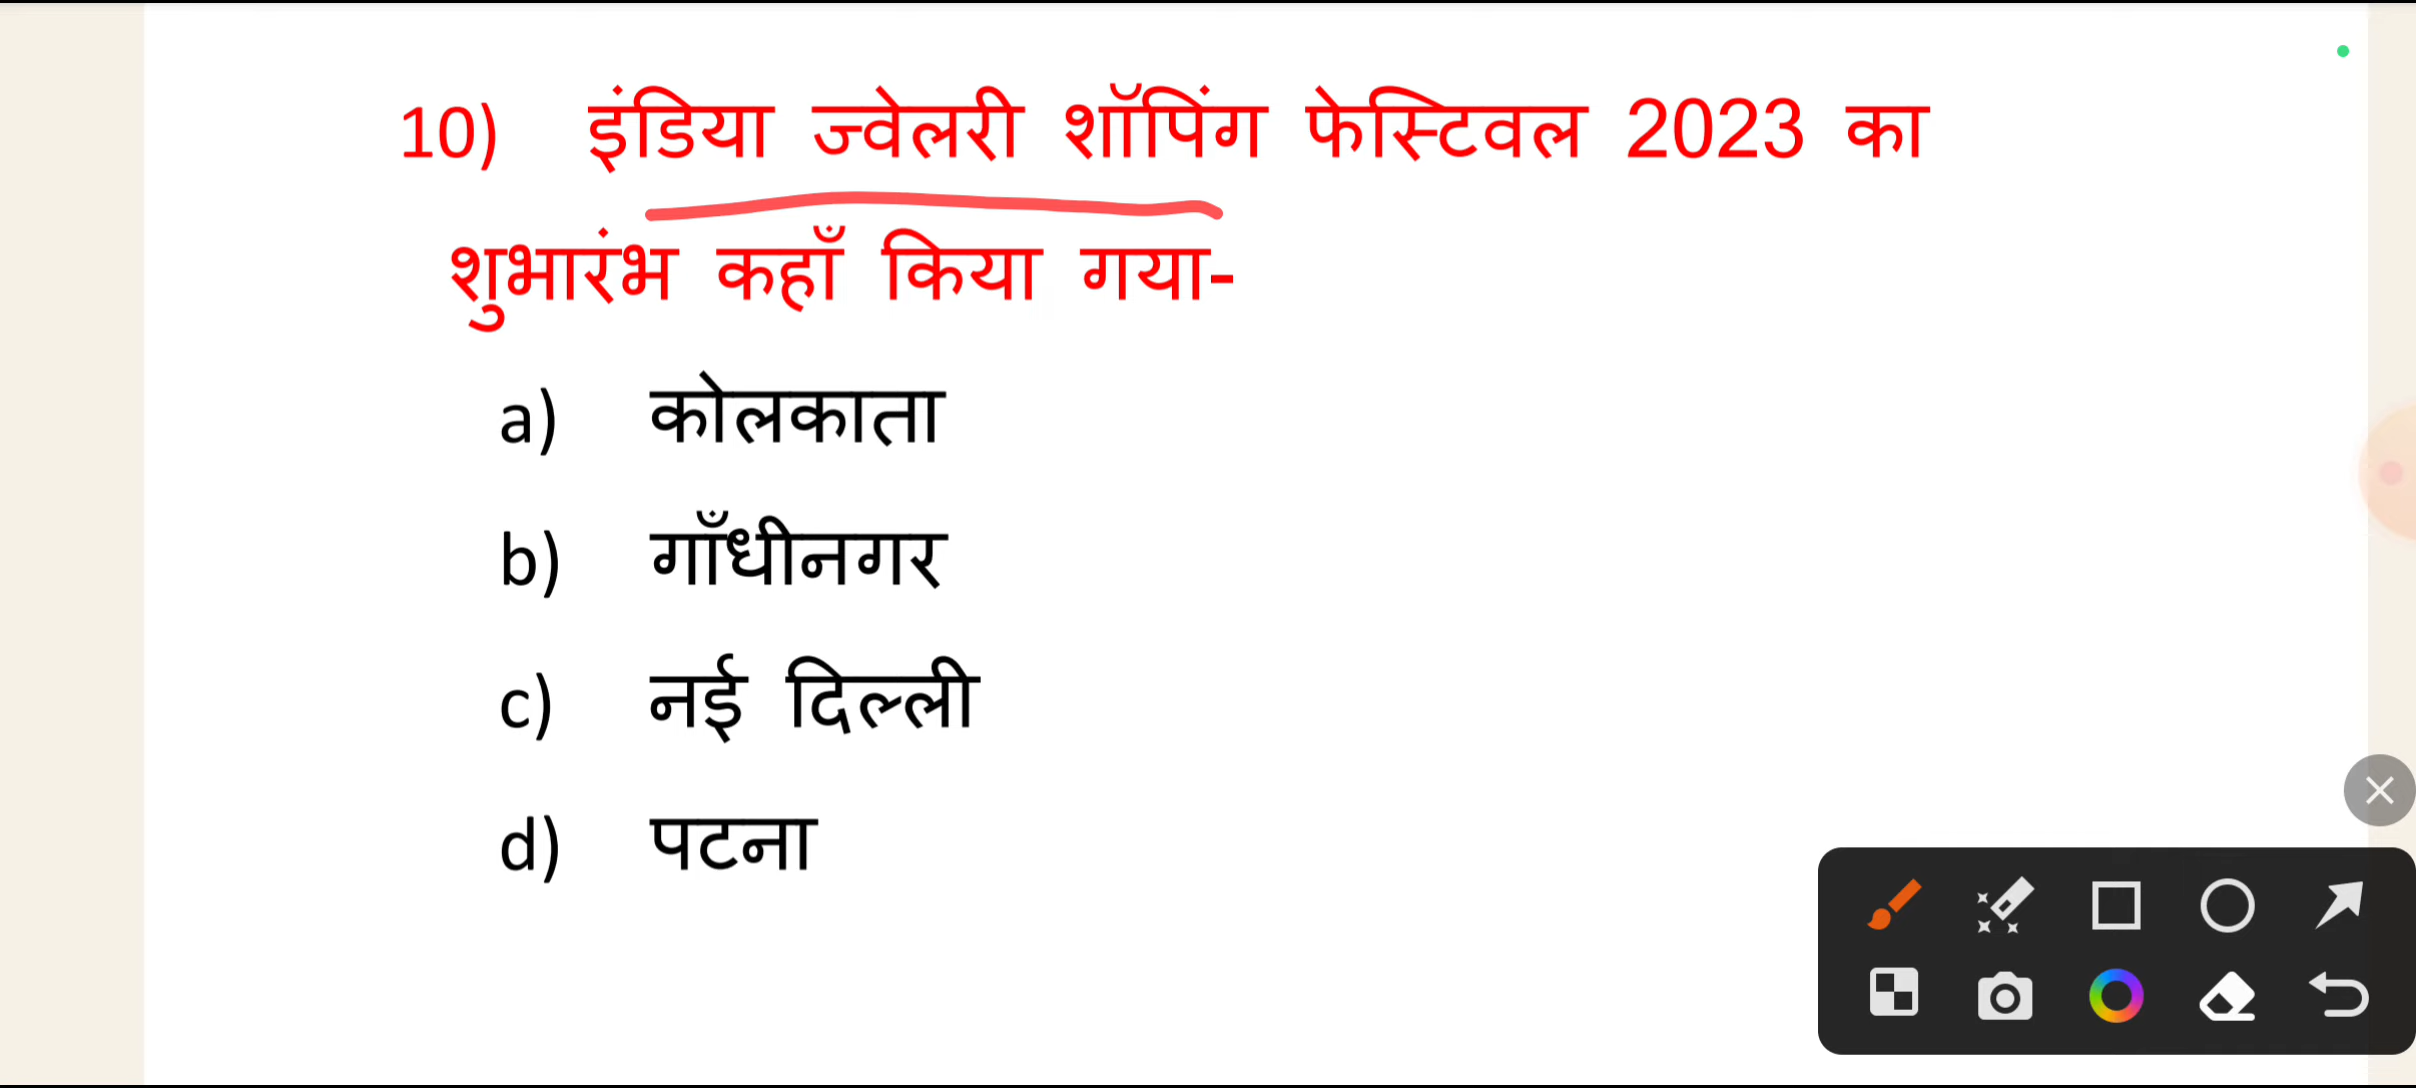 10) इंडिया ज्वेलरी शॉपिंग फेस्टिवल 2023 का
शुभारंभ कहाँ किया गया-
a) कोलकाता
b) गाँधीनगर
c) नई दिल्ली
d) पटना